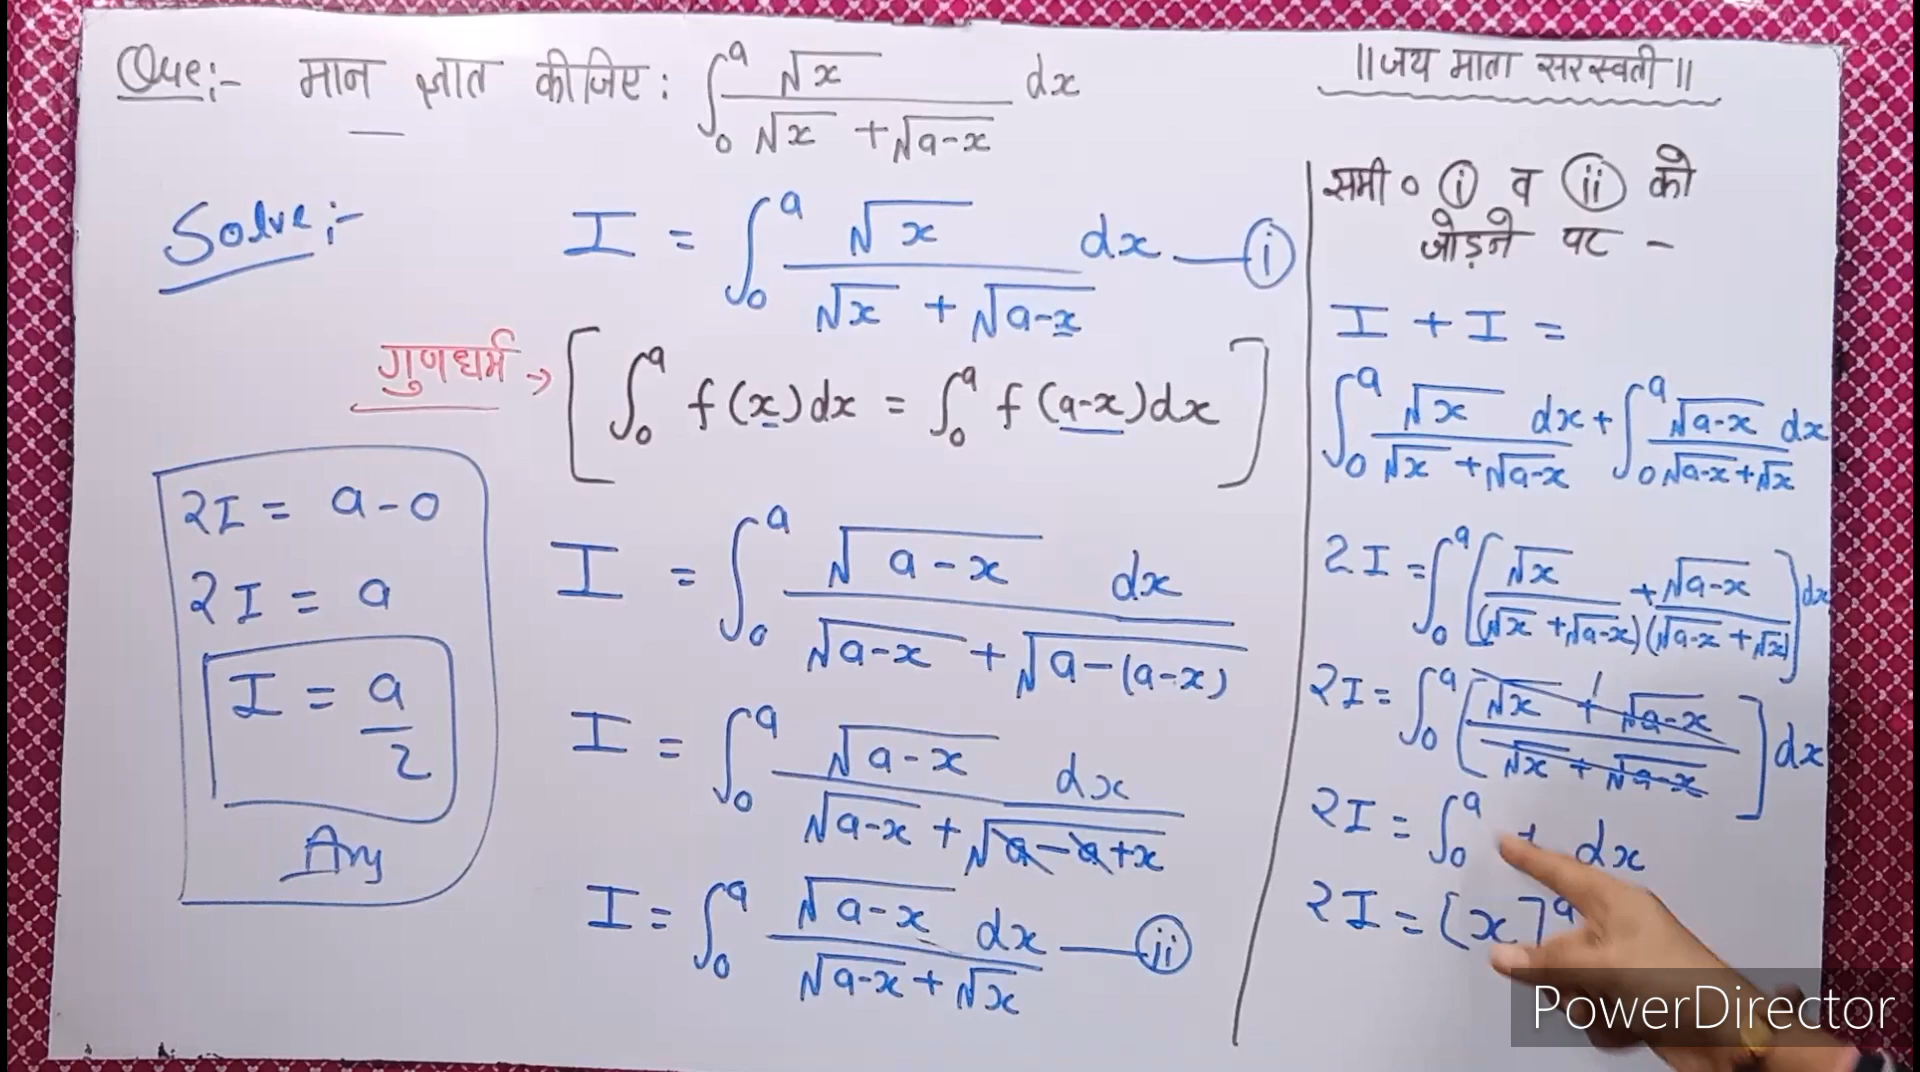 Que:- मान ज्ञात कीजिए: ∫₀ᵃ √x / (√x + √(a-x)) dx
Solve:-
I = ∫₀ᵃ √x / (√x + √(a-x)) dx — (i)
गुणधर्म → [∫₀ᵃ f(x)dx = ∫₀ᵃ f(a-x)dx]
I = ∫₀ᵃ √(a-x) dx / (√(a-x) + √(a-(a-x)))
I = ∫₀ᵃ √(a-x) dx / (√(a-x) + √(a-a+x))
I = ∫₀ᵃ √(a-x) dx / (√(a-x) + √x) — (ii)
॥जय माता सरस्वती॥
समी० (i) व (ii) को
जोड़ने पर -
I + I =
∫₀ᵃ √x / (√x + √(a-x)) dx + ∫₀ᵃ √(a-x) / (√(a-x) + √x) dx
2I = ∫₀ᵃ [√x + √(a-x) / (√x + √(a-x)) (√(a-x) + √x)] dx
2I = ∫₀ᵃ [(√x + √(a-x)) / (√x + √(a-x))] dx
2I = ∫₀ᵃ dx
2I = [x]ᵃ
2I = a-0
2I = a
I = a/2
Ans
PowerDirector